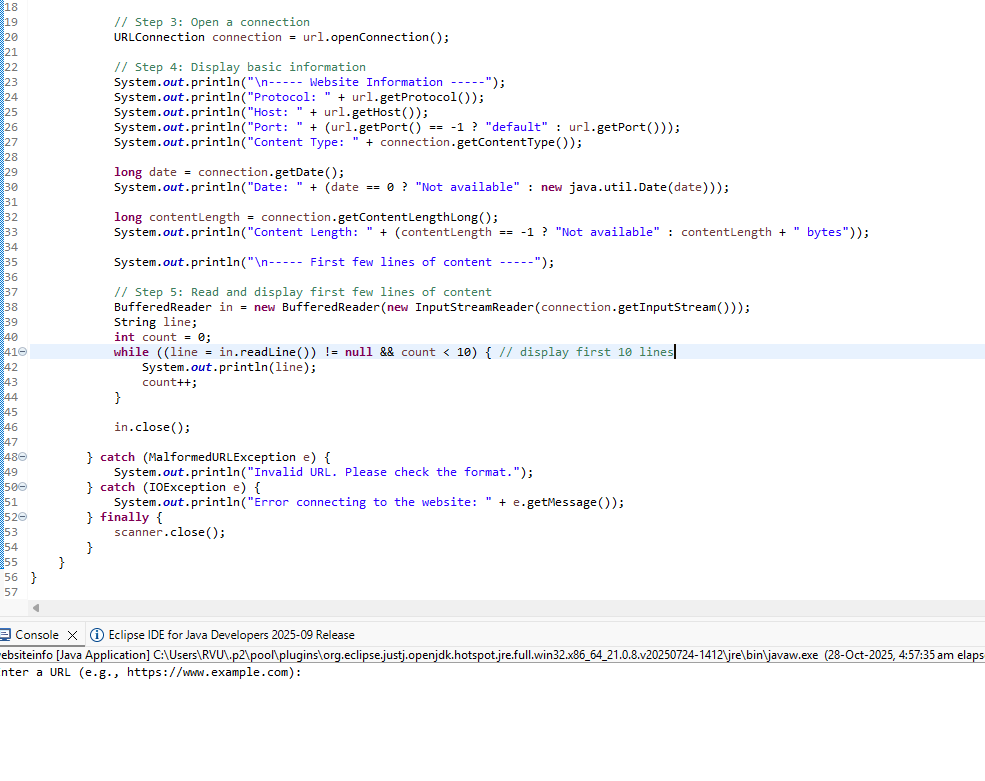 18
19 // Step 3: Open a connection
20 URLConnection connection = url.openConnection();
21
22 // Step 4: Display basic information
23 System.out.println("\n----- Website Information -----");
24 System.out.println("Protocol: " + url.getProtocol());
25 System.out.println("Host: " + url.getHost());
26 System.out.println("Port: " + (url.getPort() == -1 ? "default" : url.getPort()));
27 System.out.println("Content Type: " + connection.getContentType());
28
29 long date = connection.getDate();
30 System.out.println("Date: " + (date == 0 ? "Not available" : new java.util.Date(date)));
31
32 long contentLength = connection.getContentLengthLong();
33 System.out.println("Content Length: " + (contentLength == -1 ? "Not available" : contentLength + " bytes"));
34
35 System.out.println("\n----- First few lines of content -----");
36
37 // Step 5: Read and display first few lines of content
38 BufferedReader in = new BufferedReader(new InputStreamReader(connection.getInputStream()));
39 String line;
40 int count = 0;
41 while ((line = in.readLine()) != null && count < 10) { // display first 10 lines
42 System.out.println(line);
43 count++;
44 }
45
46 in.close();
47
48 } catch (MalformedURLException e) {
49 System.out.println("Invalid URL. Please check the format.");
50 } catch (IOException e) {
51 System.out.println("Error connecting to the website: " + e.getMessage());
52 } finally {
53 scanner.close();
54 }
55 }
56 }
57
Console Eclipse IDE for Java Developers 2025-09 Release
ebsiteinfo [Java Application] C:\Users\RVU\.p2\pool\plugins\org.eclipse.justj.openjdk.hotspot.jre.full.win32.x86_64_21.0.8.v20250724-1412\jre\bin\javaw.exe (28-Oct-2025, 4:57:35 am elaps
nter a URL (e.g., https://www.example.com):